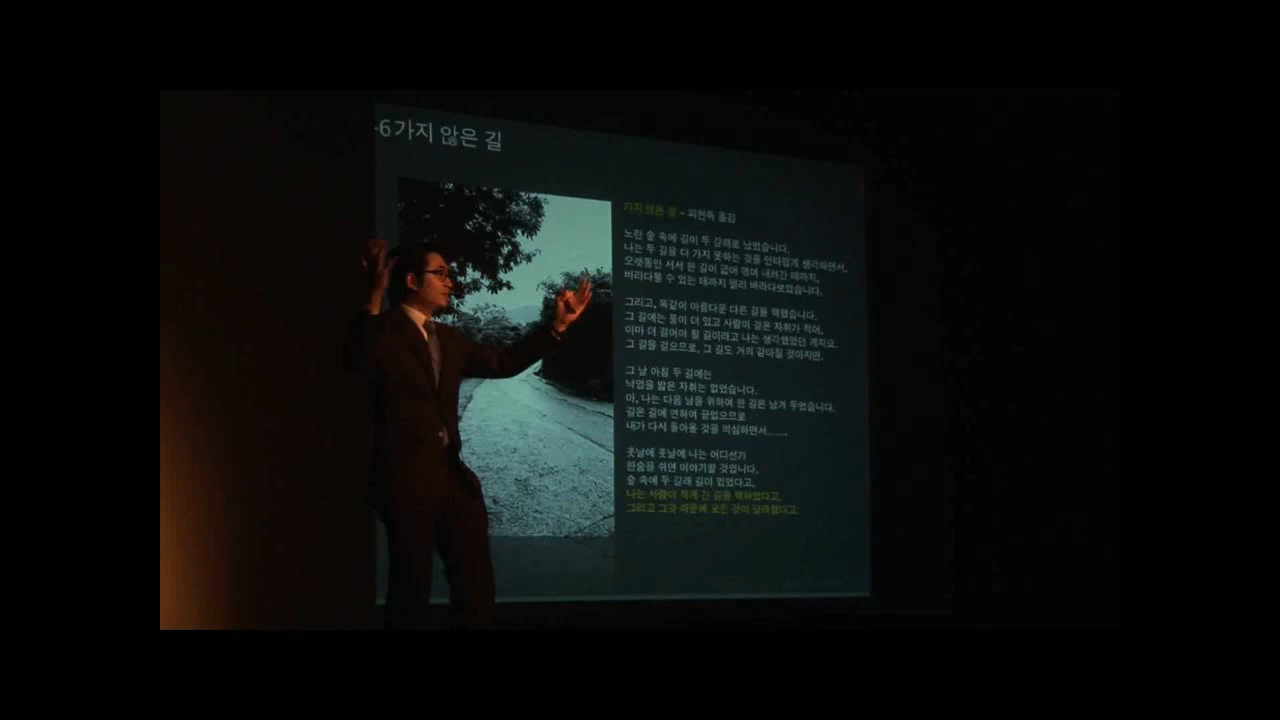 -6가지 않은 길
가지 않은 길 - 피천득 옮김
노란 숲 속에 길이 두 갈래로 났었습니다.
나는 두 길을 다 가지 못하는 것을 안타깝게 생각하면서,
오랫동안 서서 한 길이 굽어 꺾여 내려간 데까지,
바라다볼 수 있는 데까지 멀리 바라다보았습니다.
그리고, 똑같이 아름다운 다른 길을 택했습니다.
그 길에는 풀이 더 있고 사람이 걸은 자취가 적어,
아마 더 걸어야 될 길이라고 나는 생각했었던 게지요.
그 길을 걸으므로, 그 길도 거의 같아질 것이지만.
그 날 아침 두 길에는
낙엽을 밟은 자취는 없었습니다.
아, 나는 다음 날을 위하여 한 길은 남겨 두었습니다.
길은 길에 연하여 끝없으므로
내가 다시 돌아올 것을 의심하면서........
훗날에 훗날에 나는 어디선가
한숨을 쉬면 이야기할 것입니다.
숲 속에 두 갈래 길이 있었다고,
나는 사람이 적게 간 길을 택하였다고,
그리고 그것 때문에 모든 것이 달라졌다고.